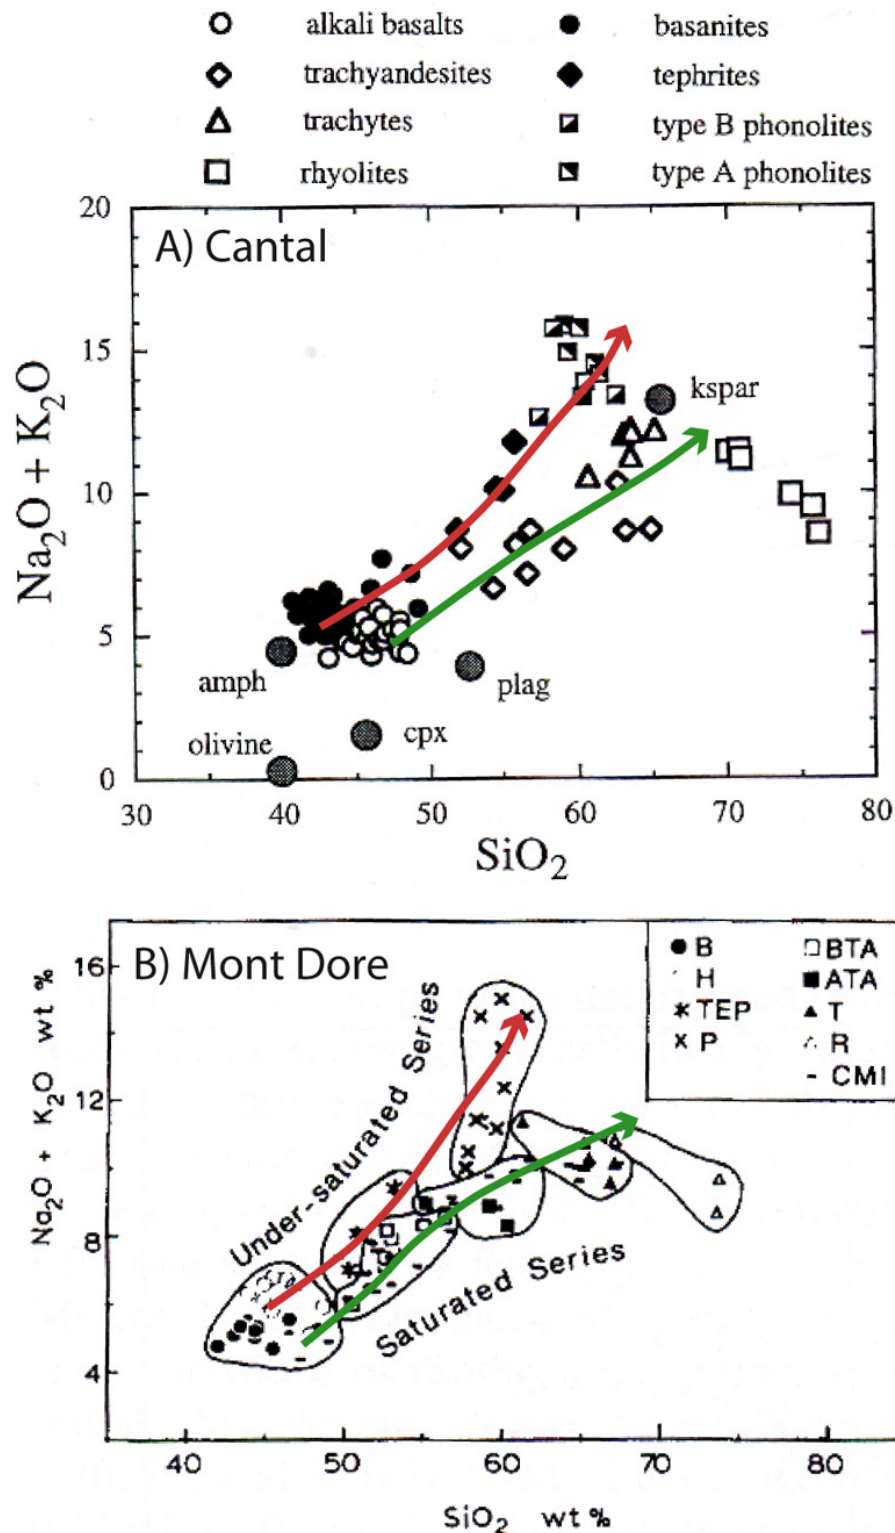 alkali basalts basanites
trachyandesites tephrites
trachytes type B phonolites
rhyolites type A phonolites
20
A) Cantal
15
kspar
Na₂O + K₂O
10
5
amph
plag
olivine
cpx
0
30 40 50 60 70 80
SiO₂
B) Mont Dore
B BTA
H ATA
TEP T
P R
CMI
16
12
8
4
Na₂O + K₂O wt %
Under-saturated Series
Saturated Series
40 50 60 70 80
SiO₂ wt %